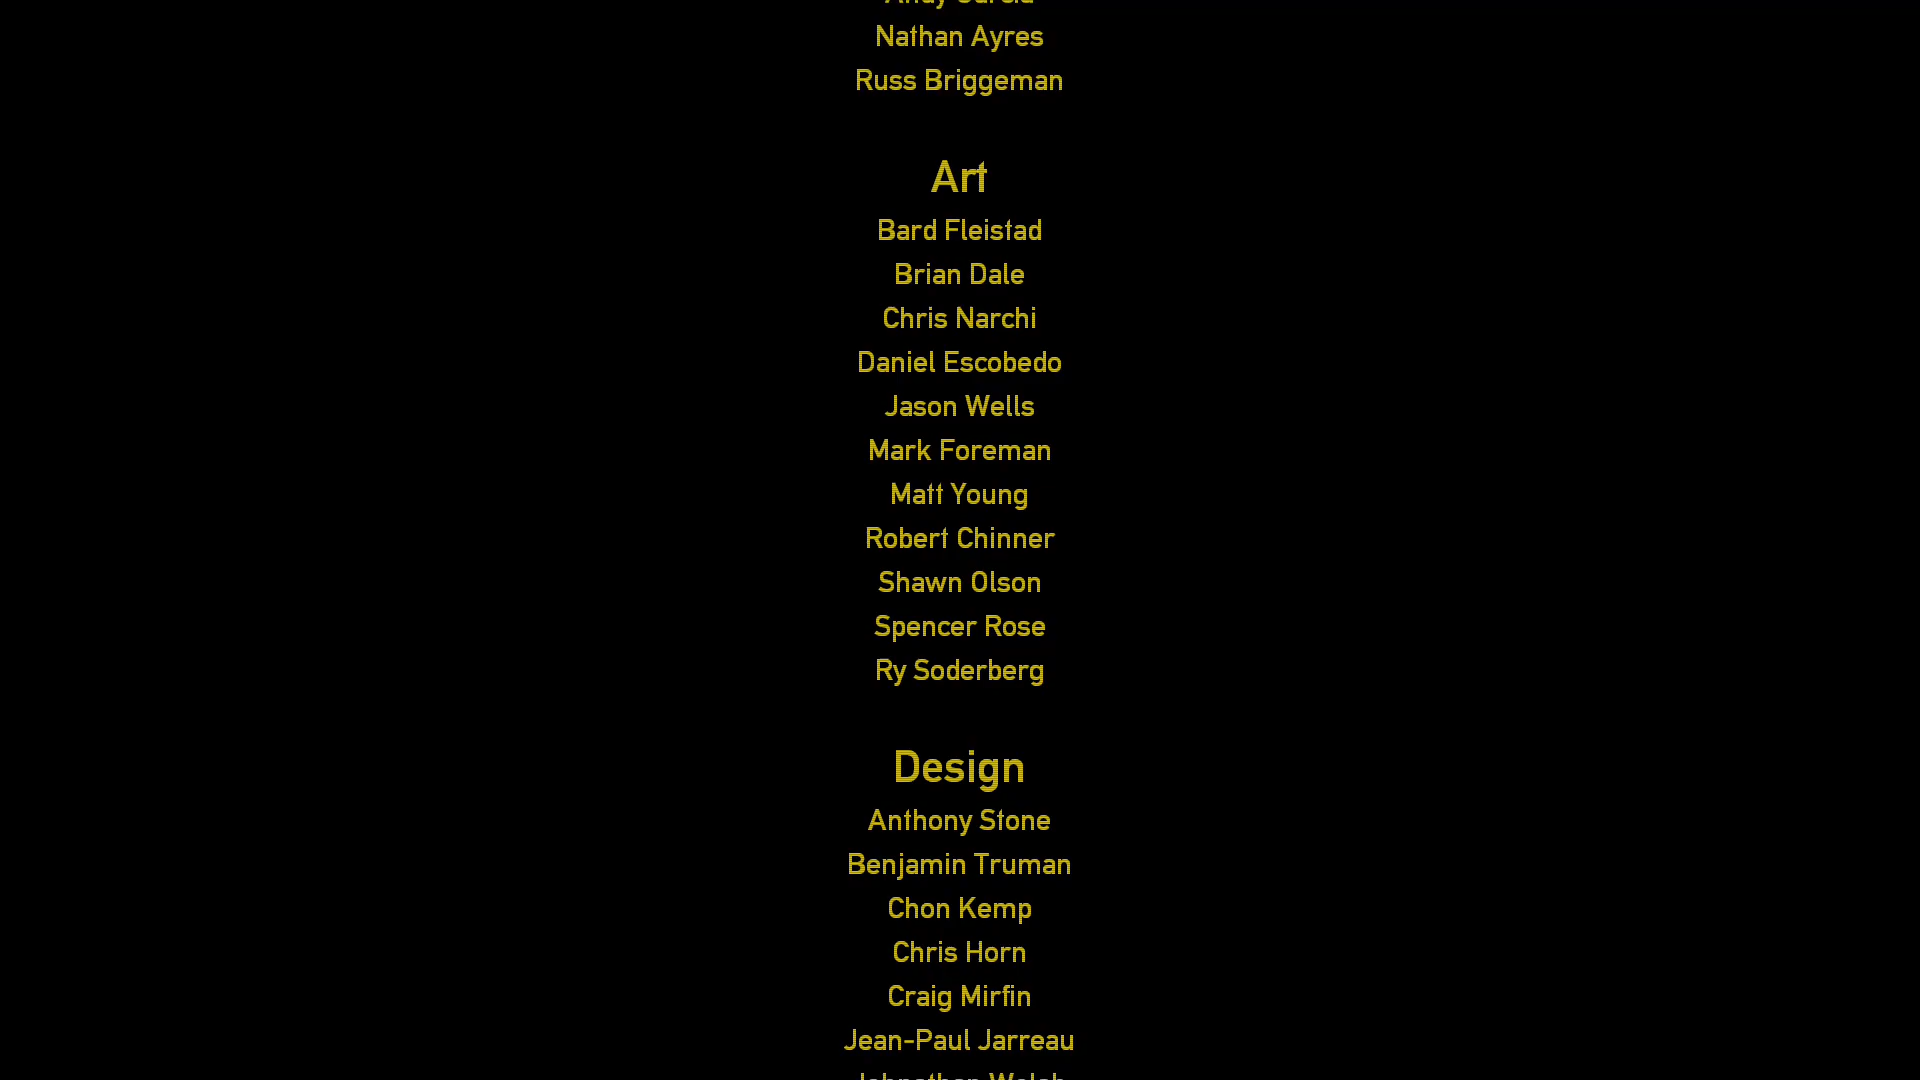 Andy Garcia
Nathan Ayres
Russ Briggeman
Art
Bard Fleistad
Brian Dale
Chris Narchi
Daniel Escobedo
Jason Wells
Mark Foreman
Matt Young
Robert Chinner
Shawn Olson
Spencer Rose
Ry Soderberg
Design
Anthony Stone
Benjamin Truman
Chon Kemp
Chris Horn
Craig Mirfin
Jean-Paul Jarreau